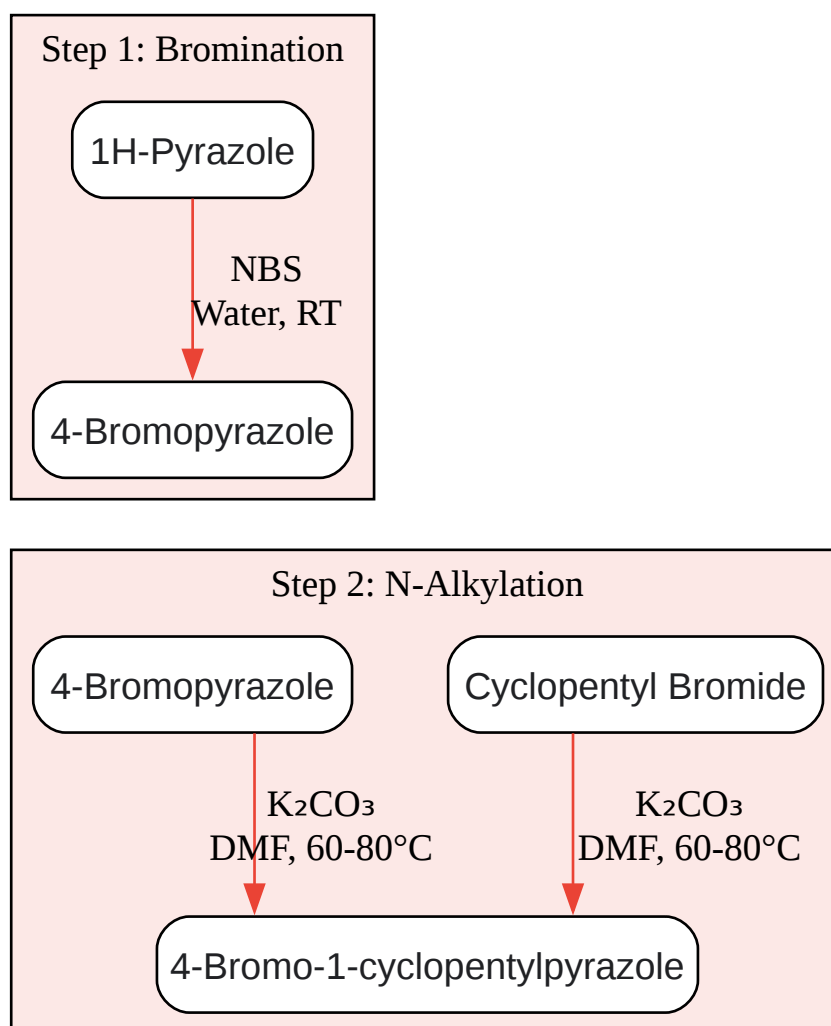 Step 1: Bromination
1H-Pyrazole
NBS
Water, RT
4-Bromopyrazole
Step 2: N-Alkylation
4-Bromopyrazole
Cyclopentyl Bromide
K₂CO₃
DMF, 60-80°C
K₂CO₃
DMF, 60-80°C
4-Bromo-1-cyclopentylpyrazole